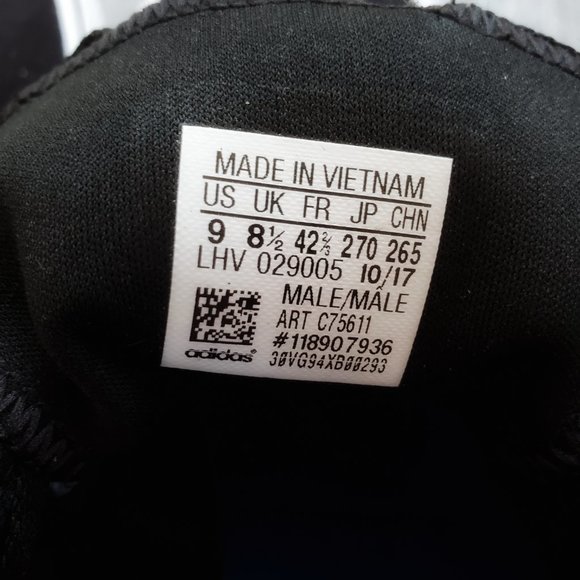 MADE IN VIETNAM
US UK FR JP CHN
9 8½ 42⅔ 270 265
LHV 029005 10/17
MALE/MÂLE
ART C75611
#118907936
adidas 30VG94XB00293